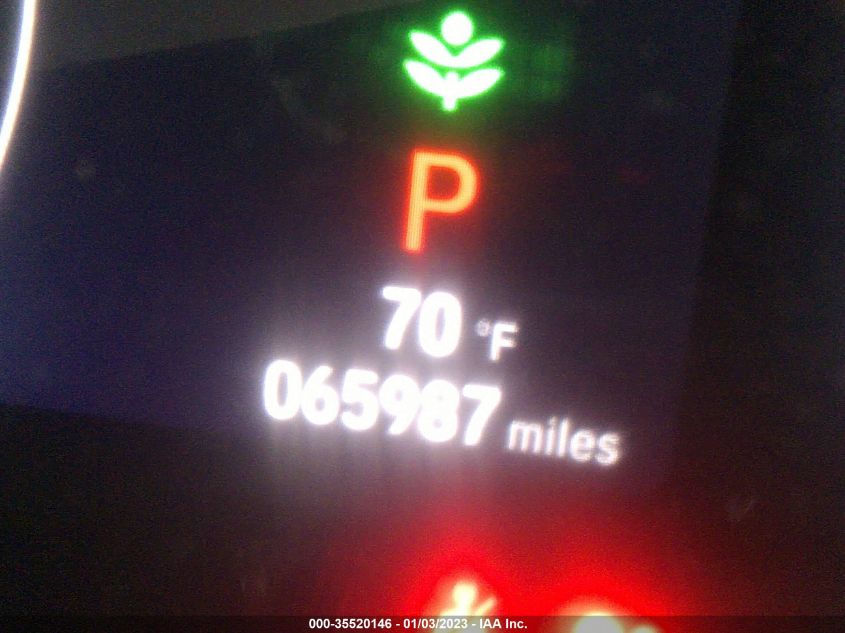 P
70 °F
065987 miles
000-35520146 - 01/03/2023 - IAA Inc.